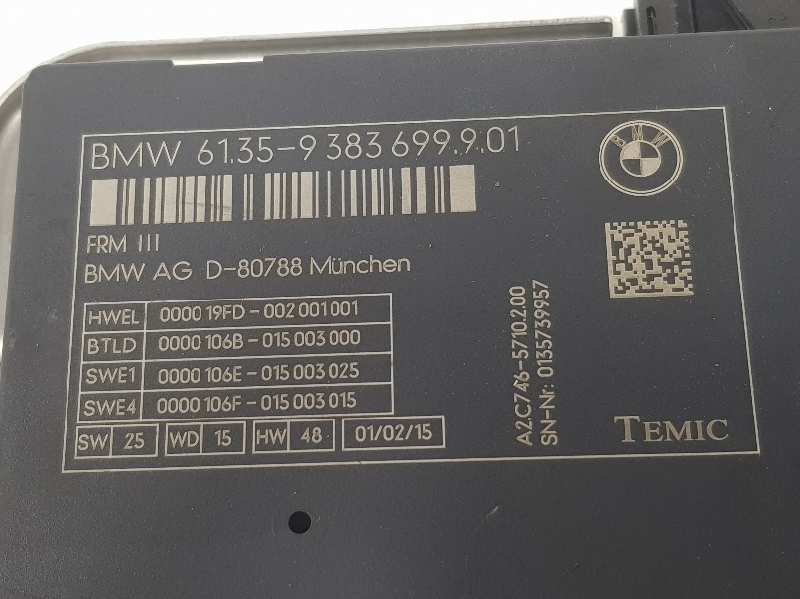 BMW 61.35-9 383 699.9.01
BMW
FRM III
BMW AG D-80788 München
HWEL 0000 19FD-002 001 001
BTLD 0000 106B-015 003 000
SWE1 0000 106E-015 003 025
SWE4 0000 106F-015 003 015
SW 25 WD 15 HW 48 01/02/15
A2C746-5710.2.00
SN-Nr: 0135739957
TEMIC